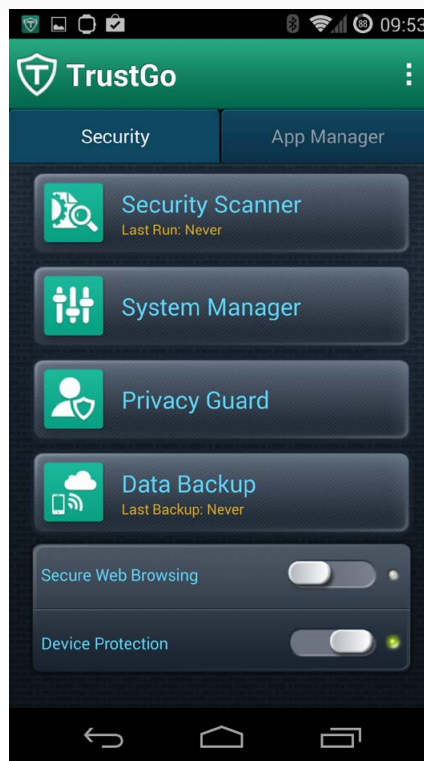 88 09:53
TrustGo
Security App Manager
Security Scanner
Last Run: Never
System Manager
Privacy Guard
Data Backup
Last Backup: Never
Secure Web Browsing
Device Protection